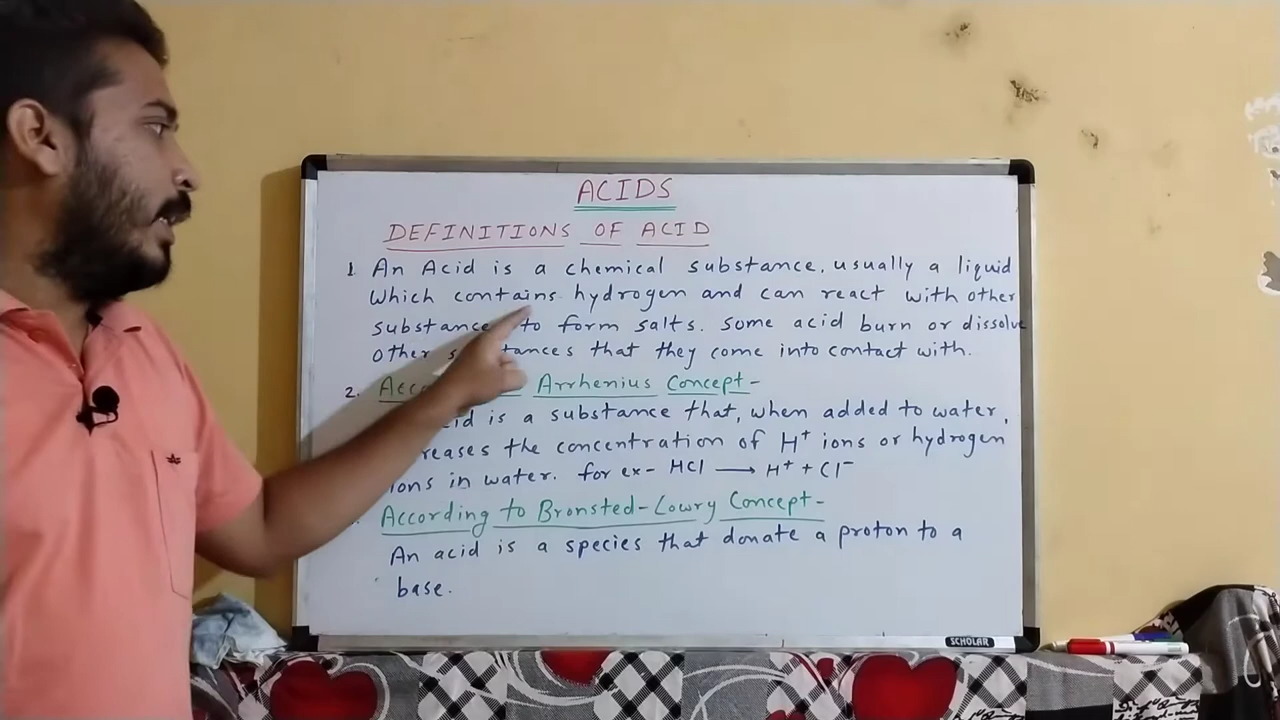 ACIDS
DEFINITIONS OF ACID
1. An Acid is a chemical substance, usually a liquid
Which contains hydrogen and can react with other
substance to form salts. Some acid burn or dissolve
Other tances that they come into contact with.
2. Acco Arrhenius Concept-
id is a substance that, when added to water,
reases the concentration of H⁺ ions or hydrogen
ions in water. for ex- HCl ⟶ H⁺ + Cl⁻
According to Bronsted-Lowry Concept-
An acid is a species that donate a proton to a
base.
SCHOLAR